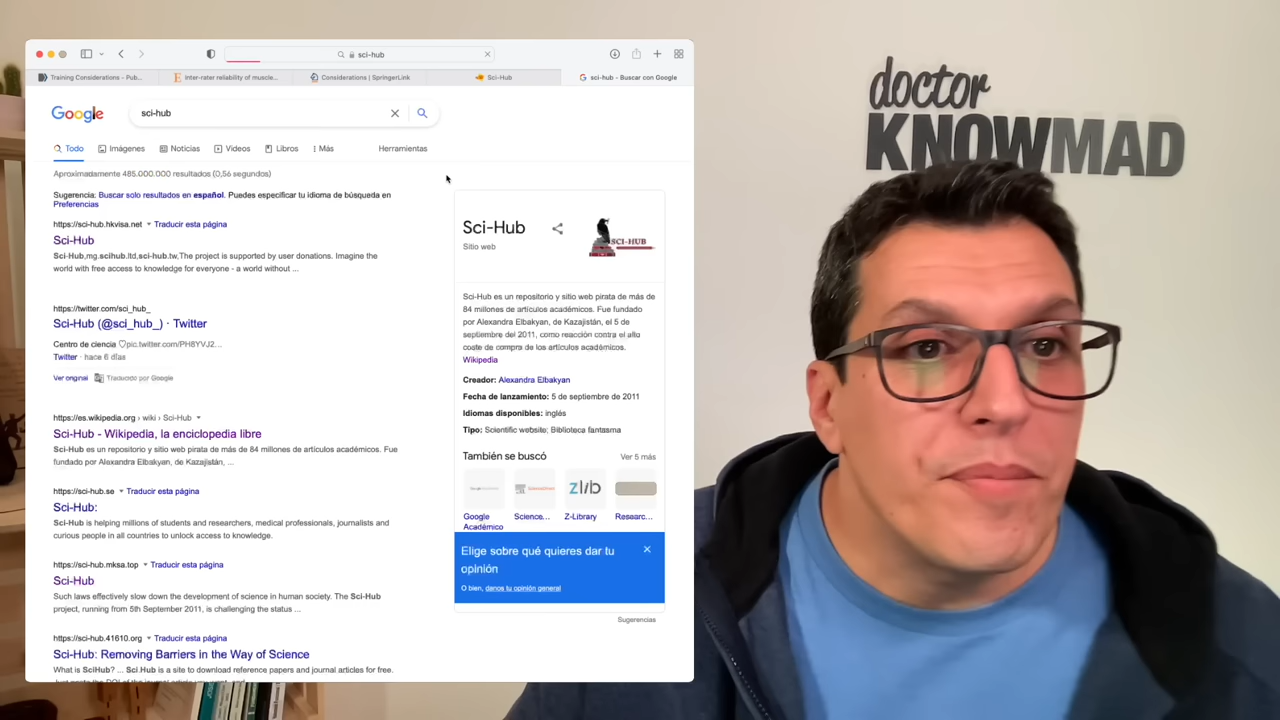 sci-hub
Training Considerations - Pub...
Inter-rater reliability of muscle...
Considerations | SpringerLink
Sci-Hub
sci-hub - Buscar con Google
Google
sci-hub
Todo
Imágenes
Noticias
Videos
Libros
Más
Herramientas
Aproximadamente 485.000.000 resultados (0,56 segundos)
Sugerencia: Buscar solo resultados en español. Puedes especificar tu idioma de búsqueda en
Preferencias
https://sci-hub.hkvisa.net Traducir esta página
Sci-Hub
Sci-Hub,mg.scihub.ltd,sci-hub.tw,The project is supported by user donations. Imagine the
world with free access to knowledge for everyone - a world without ...
https://twitter.com/sci_hub_
Sci-Hub (@sci_hub_) · Twitter
Centro de ciencia ♡pic.twitter.com/PH8YVJ2...
Twitter · hace 6 días
Ver original Traducido por Google
https://es.wikipedia.org › wiki › Sci-Hub
Sci-Hub - Wikipedia, la enciclopedia libre
Sci-Hub es un repositorio y sitio web pirata de más de 84 millones de artículos académicos. Fue
fundado por Alexandra Elbakyan, de Kazajistán, ...
https://sci-hub.se Traducir esta página
Sci-Hub:
Sci-Hub is helping millions of students and researchers, medical professionals, journalists and
curious people in all countries to unlock access to knowledge.
https://sci-hub.mksa.top Traducir esta página
Sci-Hub
Such laws effectively slow down the development of science in human society. The Sci-Hub
project, running from 5th September 2011, is challenging the status ...
https://sci-hub.41610.org Traducir esta página
Sci-Hub: Removing Barriers in the Way of Science
What is SciHub? ... Sci Hub is a site to download reference papers and journal articles for free.
Sci-Hub
Sitio web
SCI-HUB
Sci-Hub es un repositorio y sitio web pirata de más de
84 millones de artículos académicos. Fue fundado
por Alexandra Elbakyan, de Kazajistán, el 5 de
septiembre del 2011, como reacción contra el alto
coste de compra de los artículos académicos.
Wikipedia
Creador: Alexandra Elbakyan
Fecha de lanzamiento: 5 de septiembre de 2011
Idiomas disponibles: inglés
Tipo: Scientific website; Biblioteca fantasma
También se buscó
Ver 5 más
zlib
Google
Académico
Science...
Z-Library
Researc...
Elige sobre qué quieres dar tu
opinión
O bien, danos tu opinión general
Sugerencias
doctor
KNOWMAD